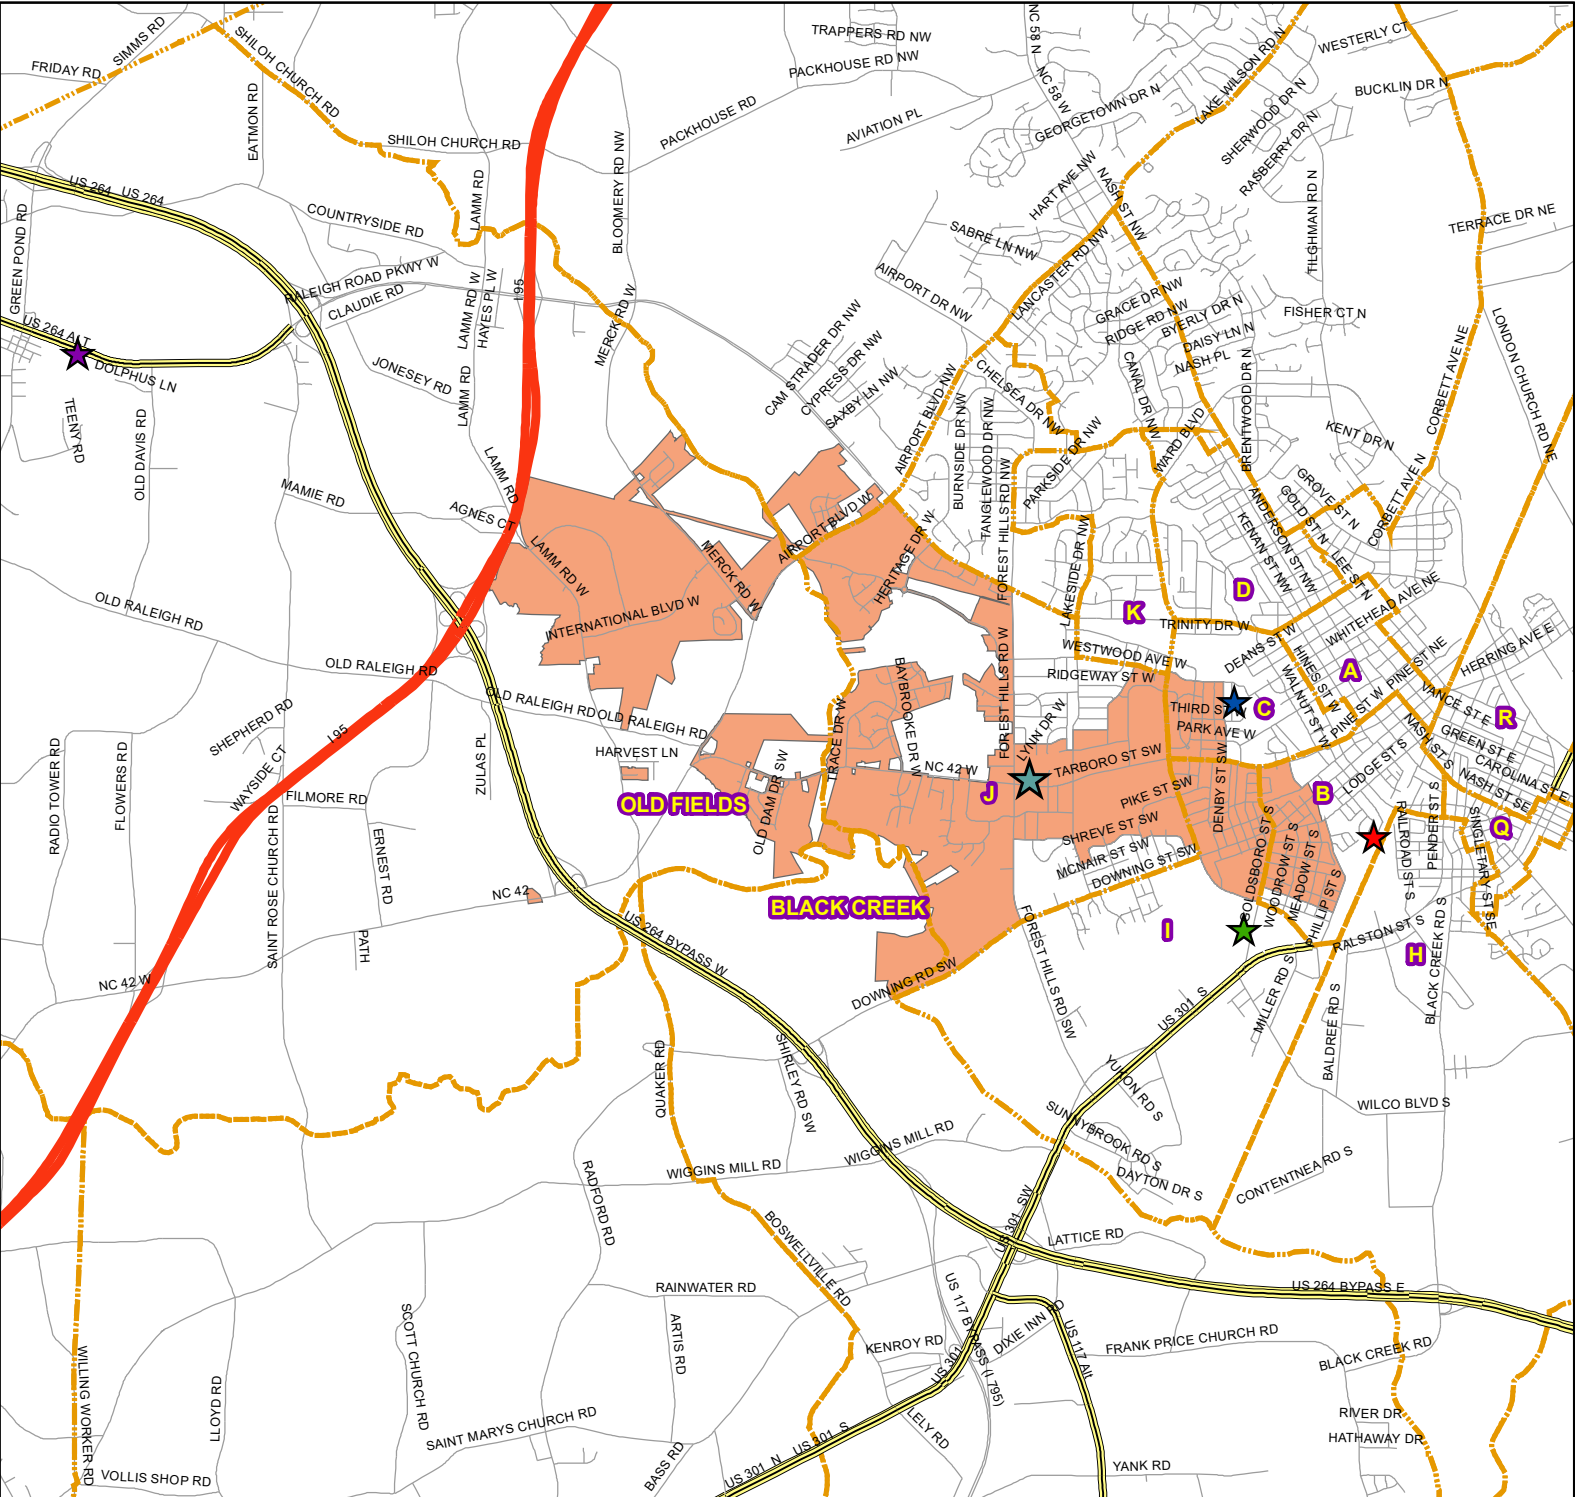 SIMMS RD
FRIDAY RD
SHILOH CHURCH RD
EATMON RD
SHILOH CHURCH RD
TRAPPERS RD NW
PACKHOUSE RD NW
PACKHOUSE RD
AVIATION PL
NC 58 N
NC 58 W
GEORGETOWN DR N
LAKE WILSON RD N
WESTERLY CT
BUCKLIN DR N
SHERWOOD DR N
RASBERRY DR N
TILGHMAN RD N
TERRACE DR NE
HART AVE NW
NASH ST NW
SABRE LN NW
LANCASTER RD NW
AIRPORT DR NW
US 264
US 264
LAMM RD
BLOOMERY RD NW
COUNTRYSIDE RD
GREEN POND RD
RALEIGH ROAD PKWY W
CLAUDIE RD
LAMM RD W
HAYES PL W
I 95
MERCK RD W
GRACE DR NW
RIDGE RD NW
BYERLY DR N
DAISY LN N
NASH PL
FISHER CT N
LONDON CHURCH RD NE
CORBETT AVE NE
US 264 ALT
DOLPHUS LN
JONESEY RD
LAMM RD
TEENY RD
OLD DAVIS RD
CAM STRADER DR NW
CYPRESS DR NW
SAXBY LN NW
AIRPORT BLVD NW
CHELSEA DR NW
CANAL DR NW
BRENTWOOD DR N
WARD BLVD
KENT DR N
BURNSIDE DR NW
TANGLEWOOD DR NW
FOREST HILLS RD NW
PARKSIDE DR NW
GROVE ST N
GOLD ST N
CORBETT AVE N
ANDERSON ST NW
KENAN ST NW
LEE ST N
MAMIE RD
LAMM RD
AGNES CT
LAMM RD W
MERCK RD W
AIRPORT BLVD W
HERITAGE DR W
LAKESIDE DR NW
INTERNATIONAL BLVD W
OLD RALEIGH RD
OLD RALEIGH RD
OLD RALEIGH RD
OLD RALEIGH RD
K
D
TRINITY DR W
WHITEHEAD AVE NE
DEANS ST W
HINES ST W
WALNUT ST W
A
PINE ST NE
PINE ST W
HERRING AVE E
WESTWOOD AVE W
RIDGEWAY ST W
FOREST HILLS RD W
BAYBROOKE DR W
LYNN DR W
THIRD ST
C
PARK AVE W
VANCE ST E
R
NASH ST S
GREEN ST E
CAROLINA ST E
NASH ST SE
SHEPHERD RD
I 95
WAYSIDE CT
HARVEST LN
ZULAS PL
RADIO TOWER RD
FLOWERS RD
FILMORE RD
OLD FIELDS
OLD DAM DR SW
TRACE DR W
NC 42 W
J
TARBORO ST SW
PIKE ST SW
SHREVE ST SW
MCNAIR ST SW
DOWNING ST SW
DENBY ST SW
B
LODGE ST S
RAILROAD ST S
PENDER ST S
SINGLETARY ST SE
Q
GOLDSBORO ST S
WOODROW ST S
MEADOW ST S
PHILLIP ST S
SAINT ROSE CHURCH RD
ERNEST RD
PATH
NC 42
BLACK CREEK
I
H
RALSTON ST S
BLACK CREEK RD S
US 264 BYPASS W
NC 42 W
DOWNING RD SW
FOREST HILLS RD SW
US 301 S
MILLER RD S
BALDREE RD S
QUAKER RD
SHIRLEY RD SW
YUKON RD S
SUNNYBROOK RD S
WILCO BLVD S
WIGGINS MILL RD
WIGGINS MILL RD
DAYTON DR S
CONTENTNEA RD S
RADFORD RD
BOSWELLVILLE RD
US 301 SW
LATTICE RD
US 264 BYPASS E
RAINWATER RD
US 117 BYPASS (I 795)
DIXIE INN RD
US 117 Alt
KENROY RD
US 301
FRANK PRICE CHURCH RD
BLACK CREEK RD
SCOTT CHURCH RD
ARTIS RD
WILLING WORKER RD
LLOYD RD
SAINT MARYS CHURCH RD
LELY RD
RIVER DR
HATHAWAY DR
VOLLIS SHOP RD
BASS RD
US 301 N
US 301 S
YANK RD